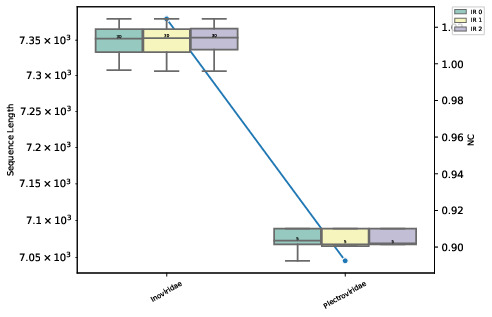 7.35 × 10³
7.3 × 10³
7.25 × 10³
7.2 × 10³
7.15 × 10³
7.1 × 10³
7.05 × 10³
Sequence Length
1.00
0.98
0.96
0.94
0.92
0.90
NC
IR 0
IR 1
IR 2
Inoviridae
Plectroviridae